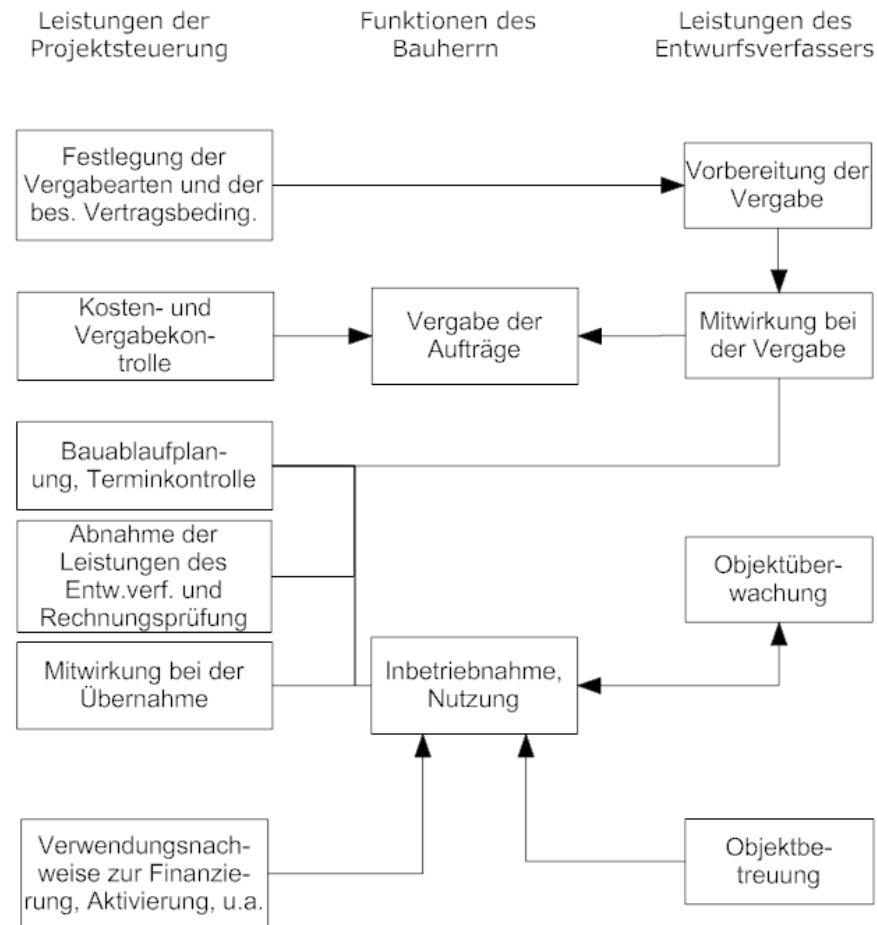 Leistungen der
Projektsteuerung
Funktionen des
Bauherrn
Leistungen des
Entwurfsverfassers
Festlegung der
Vergabearten und der
bes. Vertragsbeding.
Vorbereitung der
Vergabe
Kosten- und
Vergabekon-
trolle
Vergabe der
Aufträge
Mitwirkung bei
der Vergabe
Bauablaufplan-
ung, Terminkontrolle
Abnahme der
Leistungen des
Entw.verf. und
Rechnungsprüfung
Objektüber-
wachung
Mitwirkung bei der
Übernahme
Inbetriebnahme,
Nutzung
Verwendungsnach-
weise zur Finanzie-
rung, Aktivierung, u.a.
Objektbe-
treuung